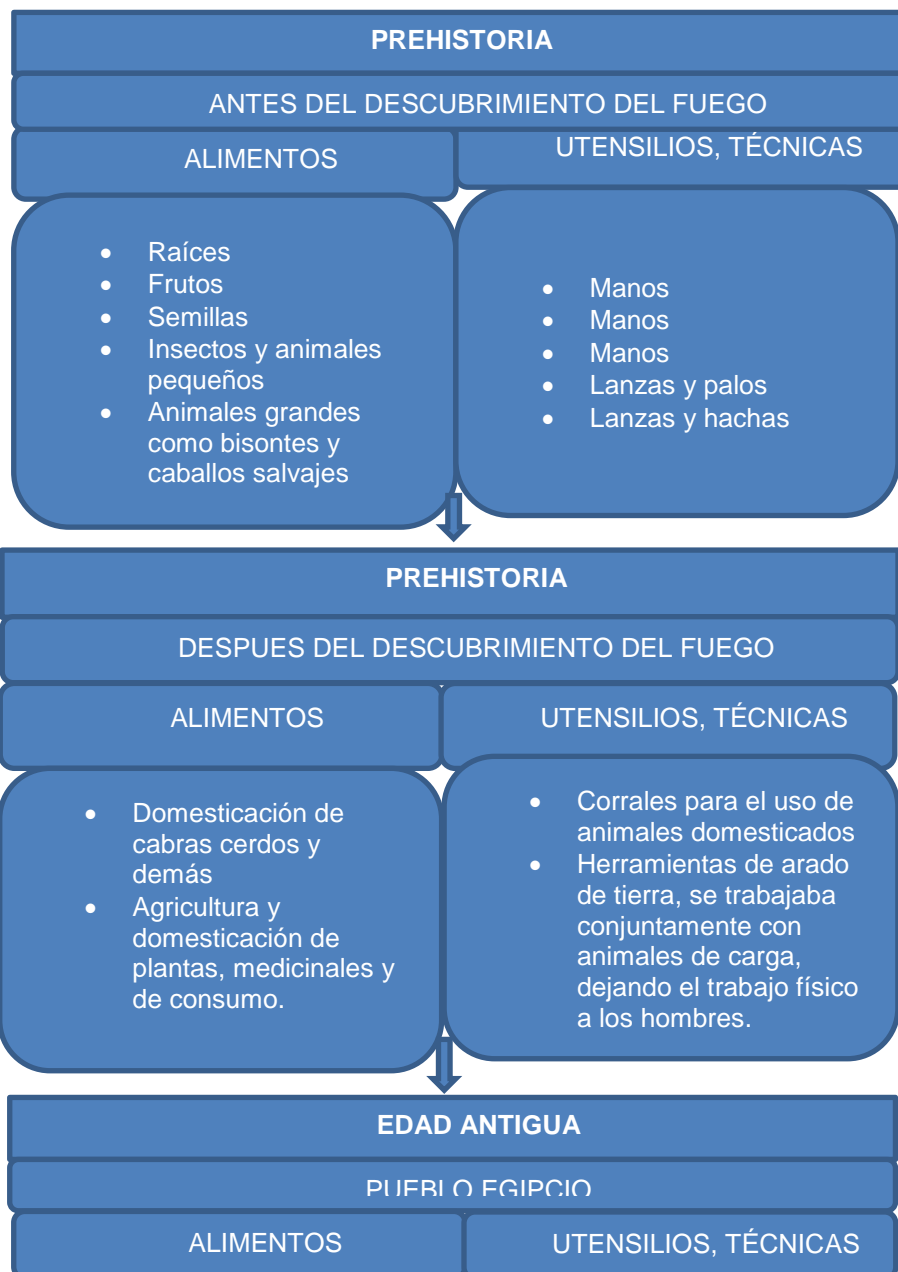 PREHISTORIA
ANTES DEL DESCUBRIMIENTO DEL FUEGO
ALIMENTOS
UTENSILIOS, TÉCNICAS
• Raíces
• Frutos
• Semillas
• Insectos y animales
pequeños
• Animales grandes
como bisontes y
caballos salvajes
• Manos
• Manos
• Manos
• Lanzas y palos
• Lanzas y hachas
PREHISTORIA
DESPUES DEL DESCUBRIMIENTO DEL FUEGO
ALIMENTOS
UTENSILIOS, TÉCNICAS
• Domesticación de
cabras cerdos y
demás
• Agricultura y
domesticación de
plantas, medicinales y
de consumo.
• Corrales para el uso de
animales domesticados
• Herramientas de arado
de tierra, se trabajaba
conjuntamente con
animales de carga,
dejando el trabajo físico
a los hombres.
EDAD ANTIGUA
PUEBLO EGIPCIO
ALIMENTOS
UTENSILIOS, TÉCNICAS